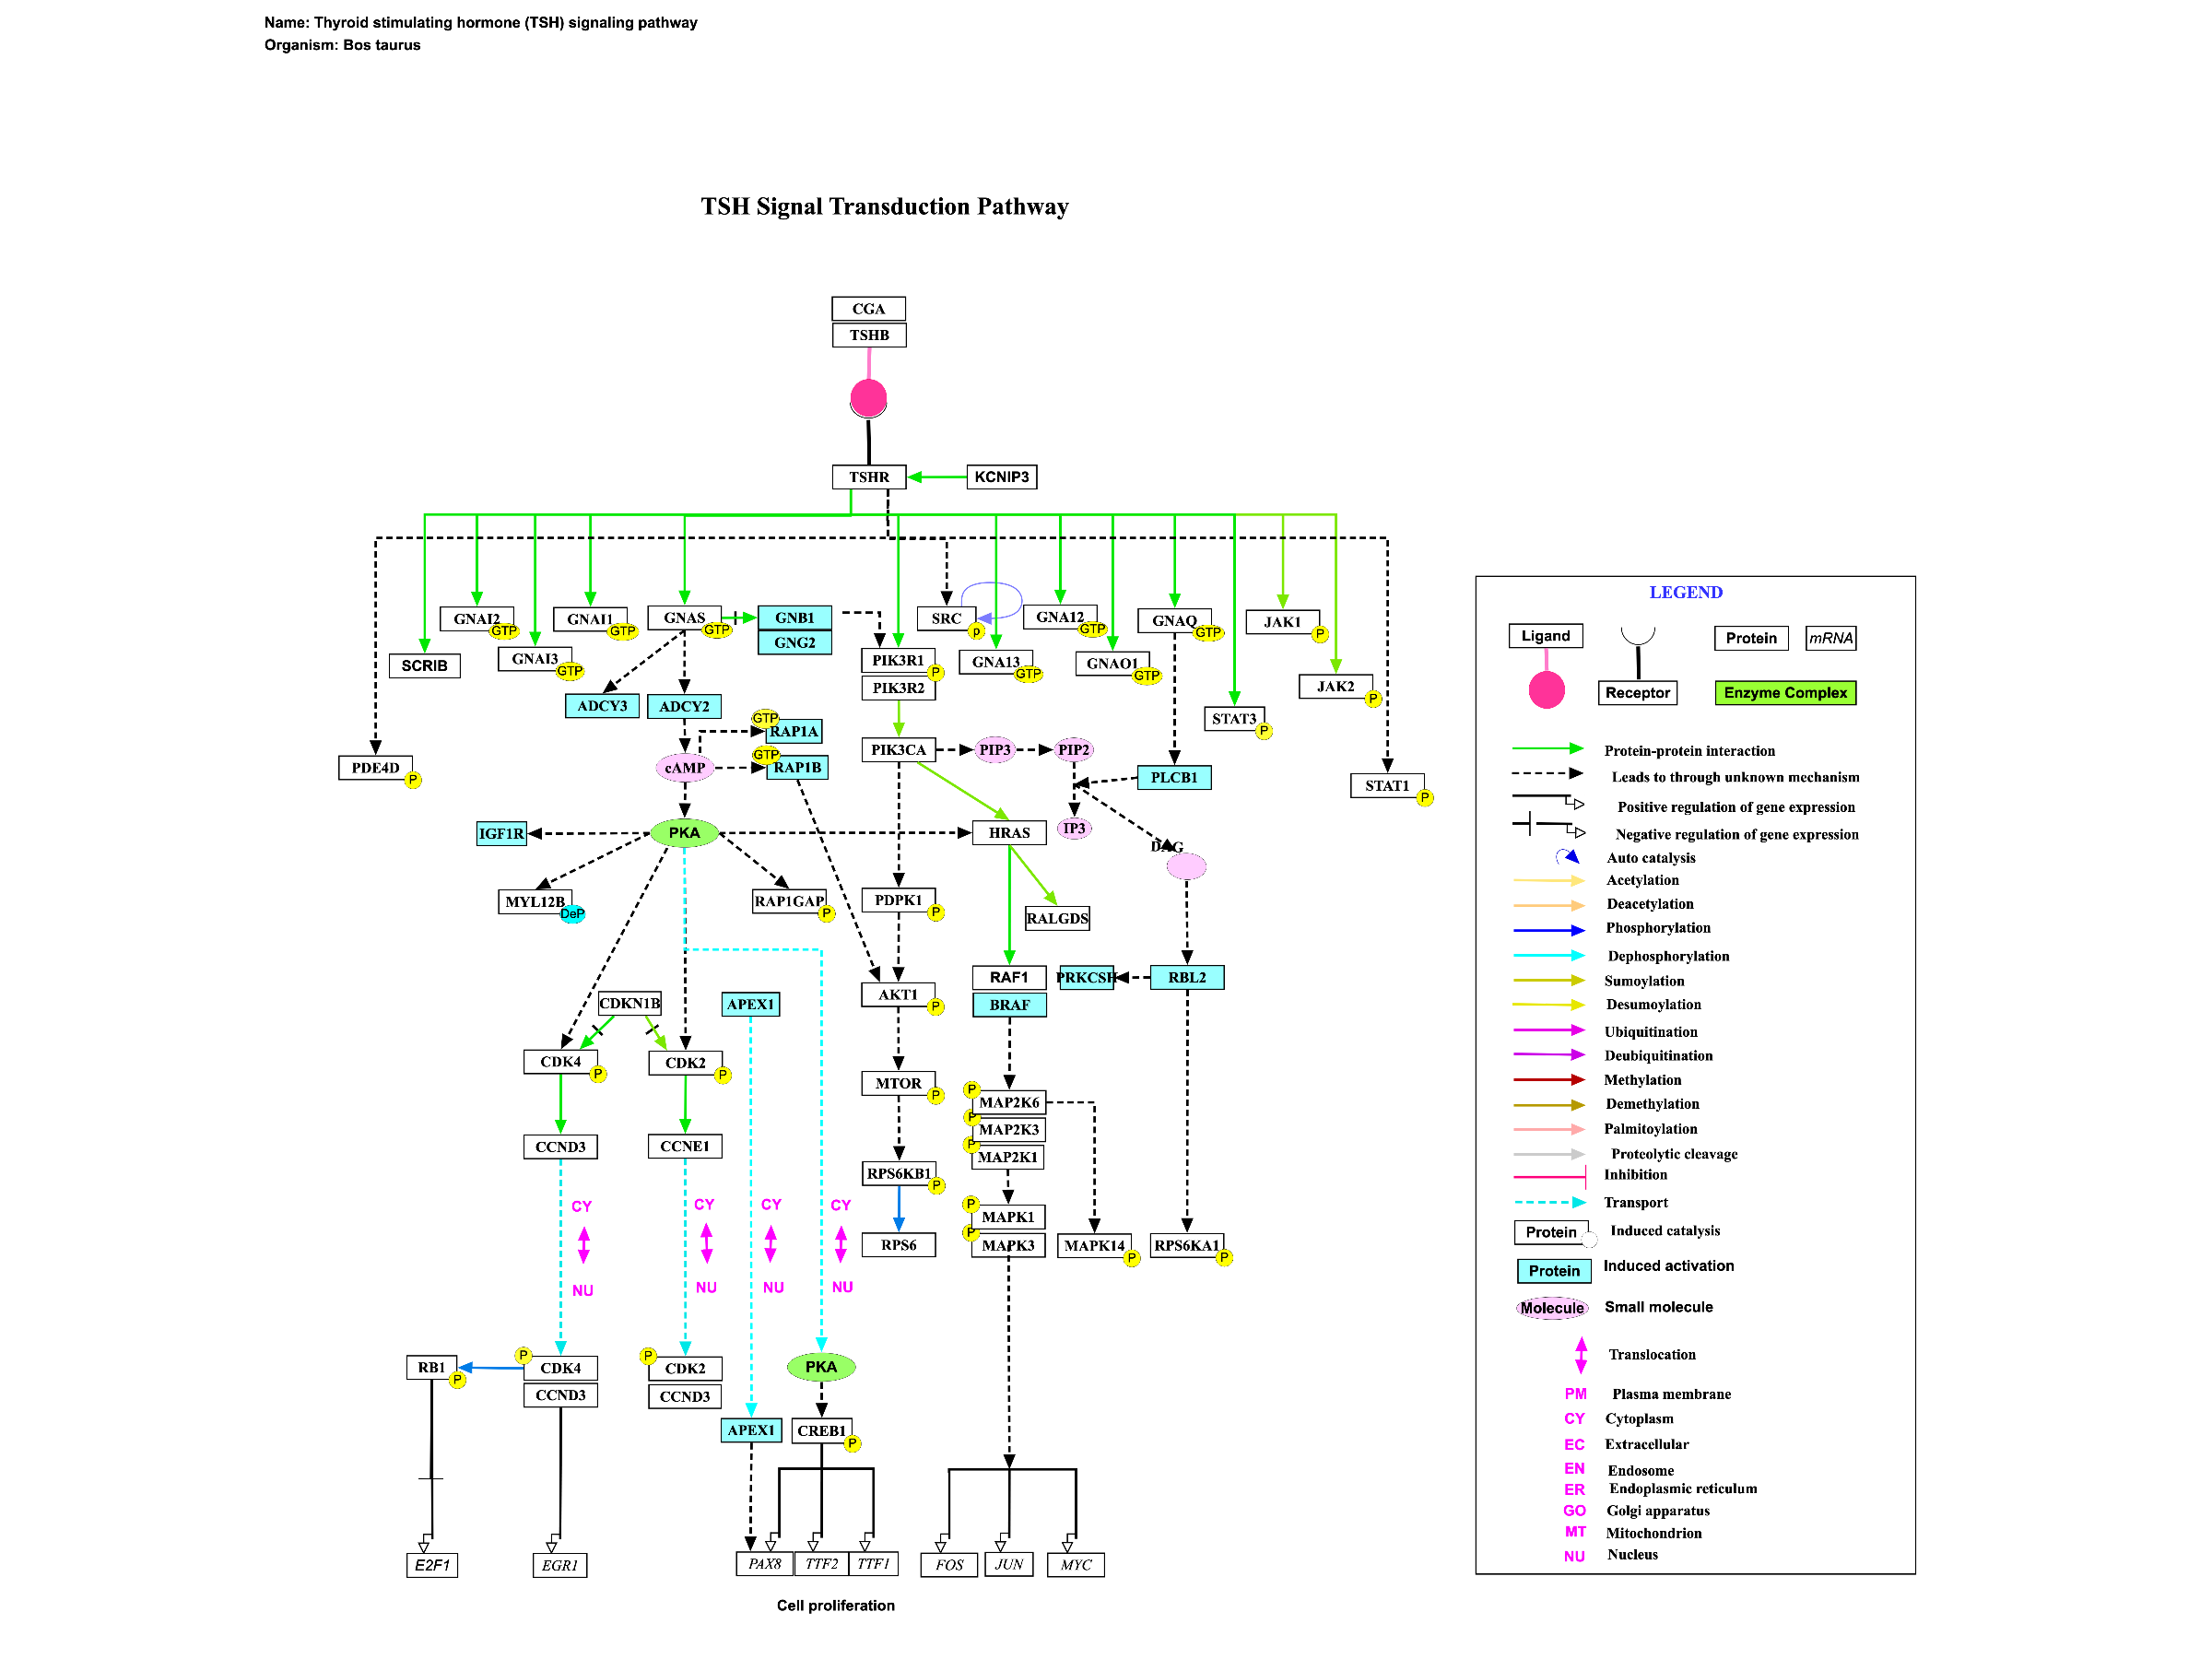 Name: Thyroid stimulating hormone (TSH) signaling pathway
Organism: Bos taurus
TSH Signal Transduction Pathway
CGA
TSHB
TSHR
KCNIP3
GNAI2
GTP
GNAI3
GTP
GNAI1
GTP
GNAS
GTP
GNB1
GNG2
SCRIB
PIK3R1
P
PIK3R2
SRC
p
GNA13
GTP
GNA12
GTP
GNAO1
GTP
GNAQ
GTP
JAK1
P
JAK2
P
STAT3
P
ADCY3
ADCY2
GTP
RAP1A
GTP
RAP1B
cAMP
PDE4D
P
PIK3CA
PIP3
PIP2
PLCB1
STAT1
P
IGF1R
PKA
HRAS
IP3
DAG
MYL12B
DeP
RAP1GAP
P
PDPK1
P
RALGDS
RAF1
BRAF
PRKCSH
RBL2
CDKN1B
APEX1
AKT1
P
CDK4
P
CDK2
P
MTOR
P
P
MAP2K6
P
MAP2K3
P
MAP2K1
CCND3
CCNE1
RPS6KB1
P
CY
CY
CY
CY
P
MAPK1
P
MAPK3
RPS6
MAPK14
P
RPS6KA1
P
NU
NU
NU
NU
RB1
P
P
CDK4
CCND3
P
CDK2
CCND3
PKA
APEX1
CREB1
P
E2F1
EGR1
PAX8
TTF2
TTF1
FOS
JUN
MYC
Cell proliferation
LEGEND
Ligand
Receptor
Protein
mRNA
Enzyme Complex
Protein-protein interaction
Leads to through unknown mechanism
Positive regulation of gene expression
Negative regulation of gene expression
Auto catalysis
Acetylation
Deacetylation
Phosphorylation
Dephosphorylation
Sumoylation
Desumoylation
Ubiquitination
Deubiquitination
Methylation
Demethylation
Palmitoylation
Proteolytic cleavage
Inhibition
Transport
Protein Induced catalysis
Protein Induced activation
Molecule Small molecule
Translocation
PM Plasma membrane
CY Cytoplasm
EC Extracellular
EN Endosome
ER Endoplasmic reticulum
GO Golgi apparatus
MT Mitochondrion
NU Nucleus